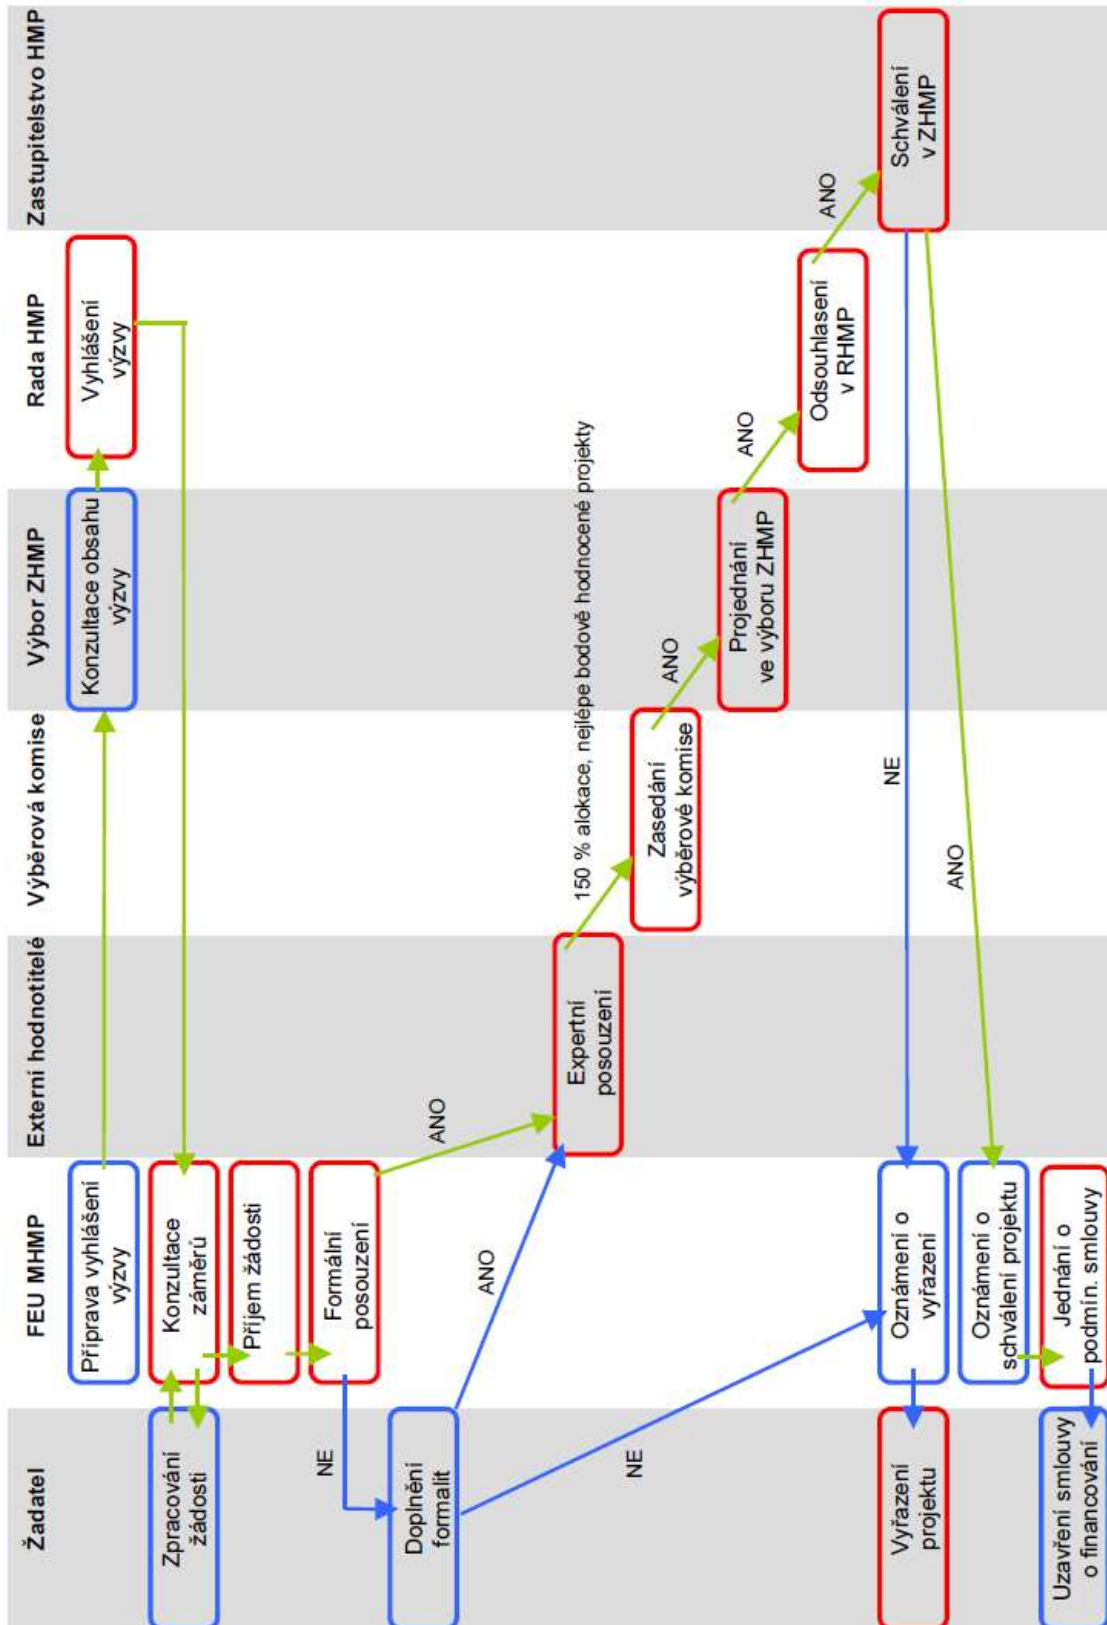 Žadatel
FEU MHMP
Externí hodnotitelé
Výběrová komise
Výbor ZHMP
Rada HMP
Zastupitelstvo HMP
Příprava vyhlášení
výzvy
Konzultace obsahu
výzvy
Vyhlášení
výzvy
Zpracování
žádosti
Konzultace
záměrů
Příjem žádosti
Formální
posouzení
NE
ANO
Doplnění
formalit
ANO
NE
Expertní
posouzení
150 % alokace, nejlépe bodově hodnocené projekty
Zasedání
výběrové komise
ANO
Projednání
ve výboru ZHMP
ANO
Odsouhlasení
v RHMP
ANO
Schválení
v ZHMP
NE
ANO
Oznámení o
vyřazení
Vyřazení
projektu
Oznámení o
schválení projektu
Jednání o
podmín. smlouvy
Uzavření smlouvy
o financování